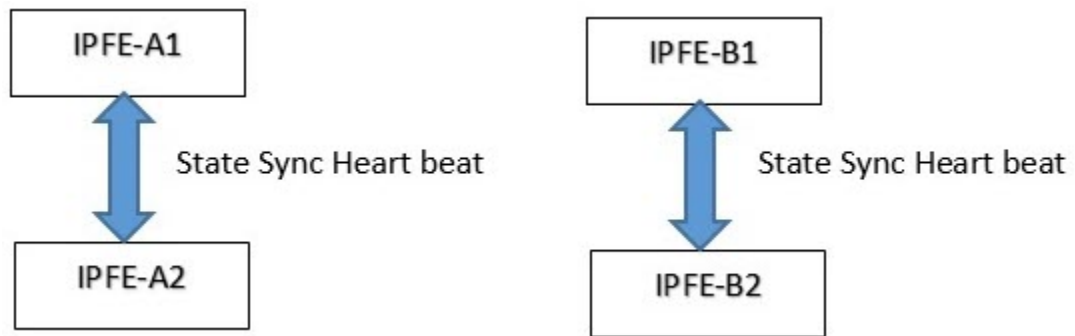 IPFE-A1
IPFE-B1
State Sync Heart beat
State Sync Heart beat
IPFE-A2
IPFE-B2